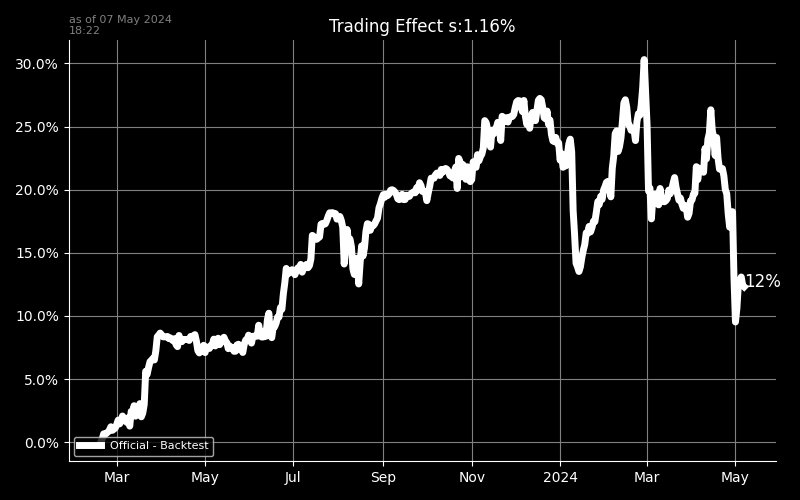 as of 07 May 2024
18:22
Trading Effect s:1.16%
30.0%
25.0%
20.0%
15.0%
10.0%
5.0%
0.0%
12%
Official - Backtest
Mar May Jul Sep Nov 2024 Mar May